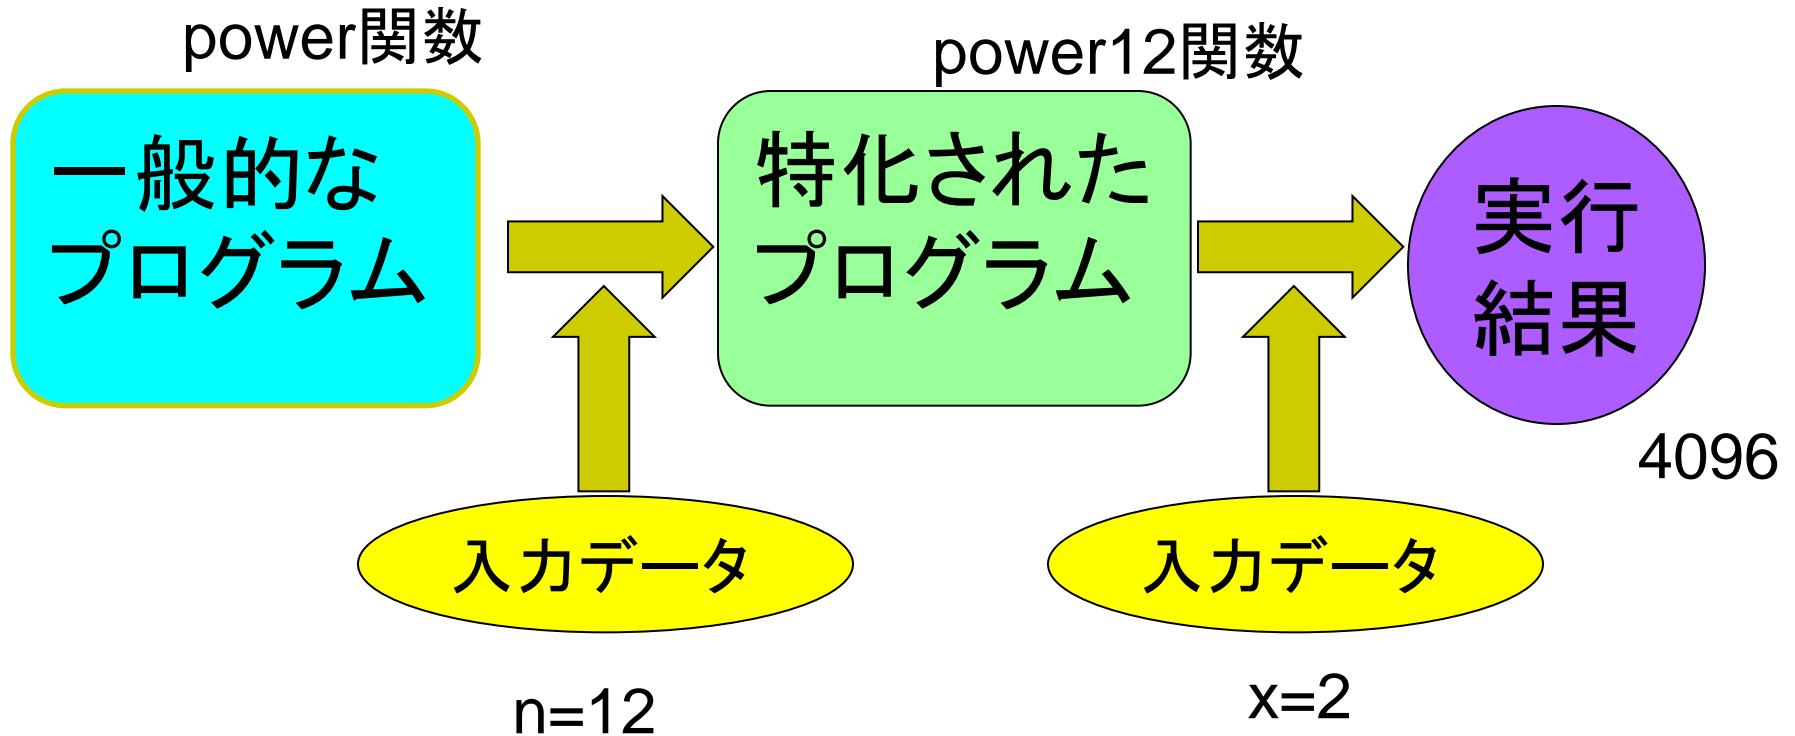 power関数
power12関数
一般的な
プログラム
特化された
プログラム
実行
結果
4096
入力データ
入力データ
n=12
x=2